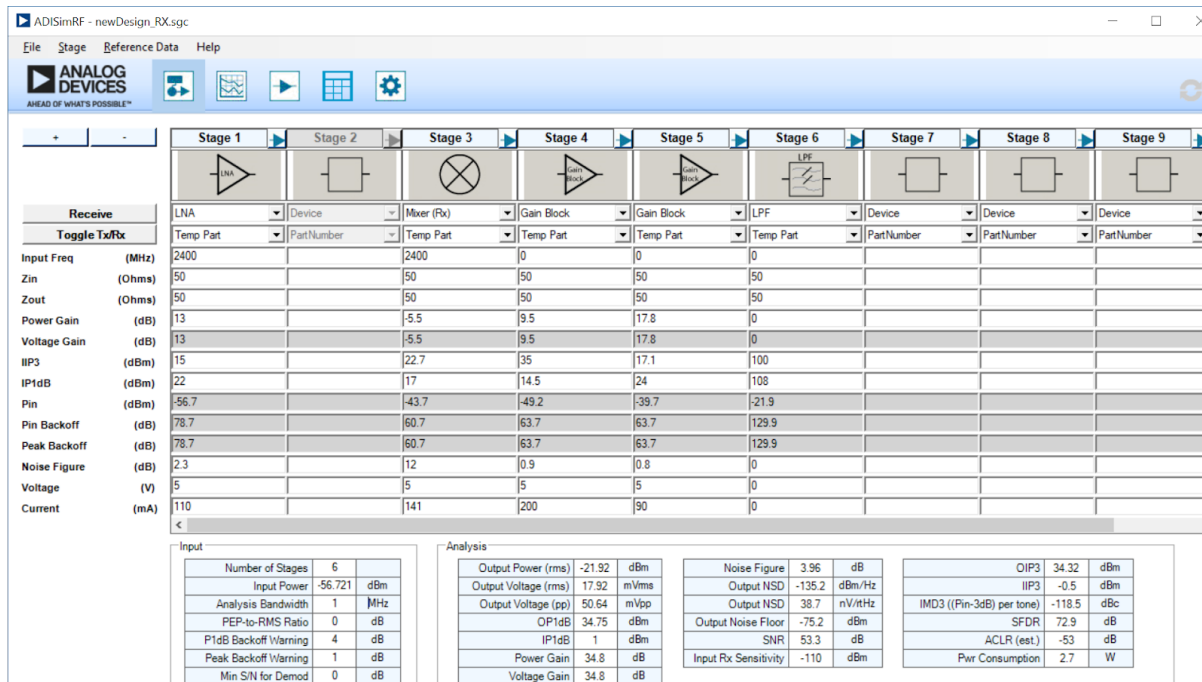 ADISimRF - newDesign_RX.sgc
File Stage Reference Data Help
ANALOG
DEVICES
AHEAD OF WHAT'S POSSIBLE™
+ - Stage 1 Stage 2 Stage 3 Stage 4 Stage 5 Stage 6 Stage 7 Stage 8 Stage 9
LNA Gain Block Gain Block LPF
Receive LNA Device Mixer (Rx) Gain Block Gain Block LPF Device Device Device
Toggle Tx/Rx Temp Part PartNumber Temp Part Temp Part Temp Part Temp Part PartNumber PartNumber PartNumber
Input Freq (MHz) 2400 2400 0 0 0
Zin (Ohms) 50 50 50 50 50
Zout (Ohms) 50 50 50 50 50
Power Gain (dB) 13 -5.5 9.5 17.8 0
Voltage Gain (dB) 13 -5.5 9.5 17.8 0
IIP3 (dBm) 15 22.7 35 17.1 100
IP1dB (dBm) 22 17 14.5 24 108
Pin (dBm) -56.7 -43.7 -49.2 -39.7 -21.9
Pin Backoff (dB) 78.7 60.7 63.7 63.7 129.9
Peak Backoff (dB) 78.7 60.7 63.7 63.7 129.9
Noise Figure (dB) 2.3 12 0.9 0.8 0
Voltage (V) 5 5 5 5 0
Current (mA) 110 141 200 90 0
Input
Number of Stages 6
Input Power -56.721 dBm
Analysis Bandwidth 1 MHz
PEP-to-RMS Ratio 0 dB
P1dB Backoff Warning 4 dB
Peak Backoff Warning 1 dB
Min S/N for Demod 0 dB
Analysis
Output Power (rms) -21.92 dBm
Output Voltage (rms) 17.92 mVrms
Output Voltage (pp) 50.64 mVpp
OP1dB 34.75 dBm
IP1dB 1 dBm
Power Gain 34.8 dB
Voltage Gain 34.8 dB
Noise Figure 3.96 dB
Output NSD -135.2 dBm/Hz
Output NSD 38.7 nV/rtHz
Output Noise Floor -75.2 dBm
SNR 53.3 dB
Input Rx Sensitivity -110 dBm
OIP3 34.32 dBm
IIP3 -0.5 dBm
IMD3 ((Pin-3dB) per tone) -118.5 dBc
SFDR 72.9 dB
ACLR (est.) -53 dB
Pwr Consumption 2.7 W